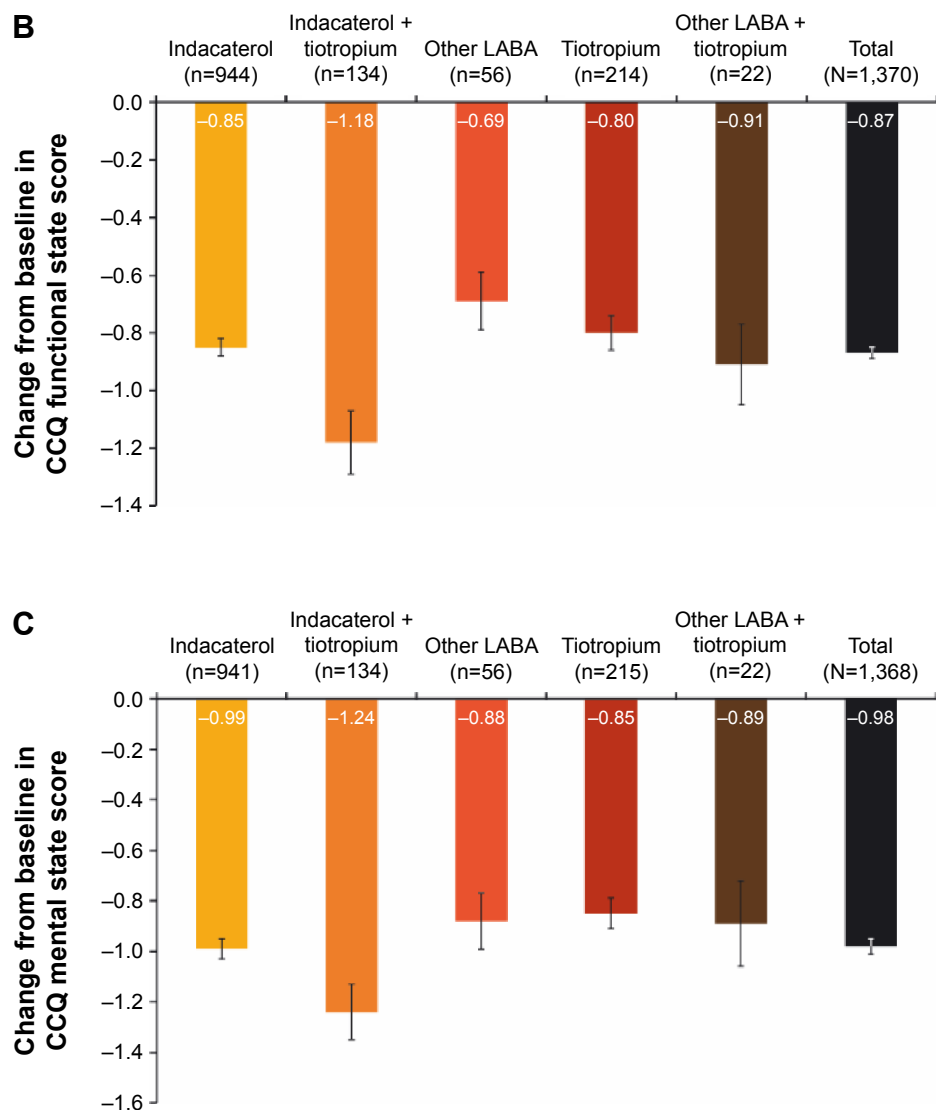 B
Indacaterol
(n=944)
Indacaterol +
tiotropium
(n=134)
Other LABA
(n=56)
Tiotropium
(n=214)
Other LABA +
tiotropium
(n=22)
Total
(N=1,370)
Change from baseline in
CCQ functional state score
0.0
–0.2
–0.4
–0.6
–0.8
–1.0
–1.2
–1.4
–0.85
–1.18
–0.69
–0.80
–0.91
–0.87
C
Indacaterol
(n=941)
Indacaterol +
tiotropium
(n=134)
Other LABA
(n=56)
Tiotropium
(n=215)
Other LABA +
tiotropium
(n=22)
Total
(N=1,368)
Change from baseline in
CCQ mental state score
0.0
–0.2
–0.4
–0.6
–0.8
–1.0
–1.2
–1.4
–1.6
–0.99
–1.24
–0.88
–0.85
–0.89
–0.98